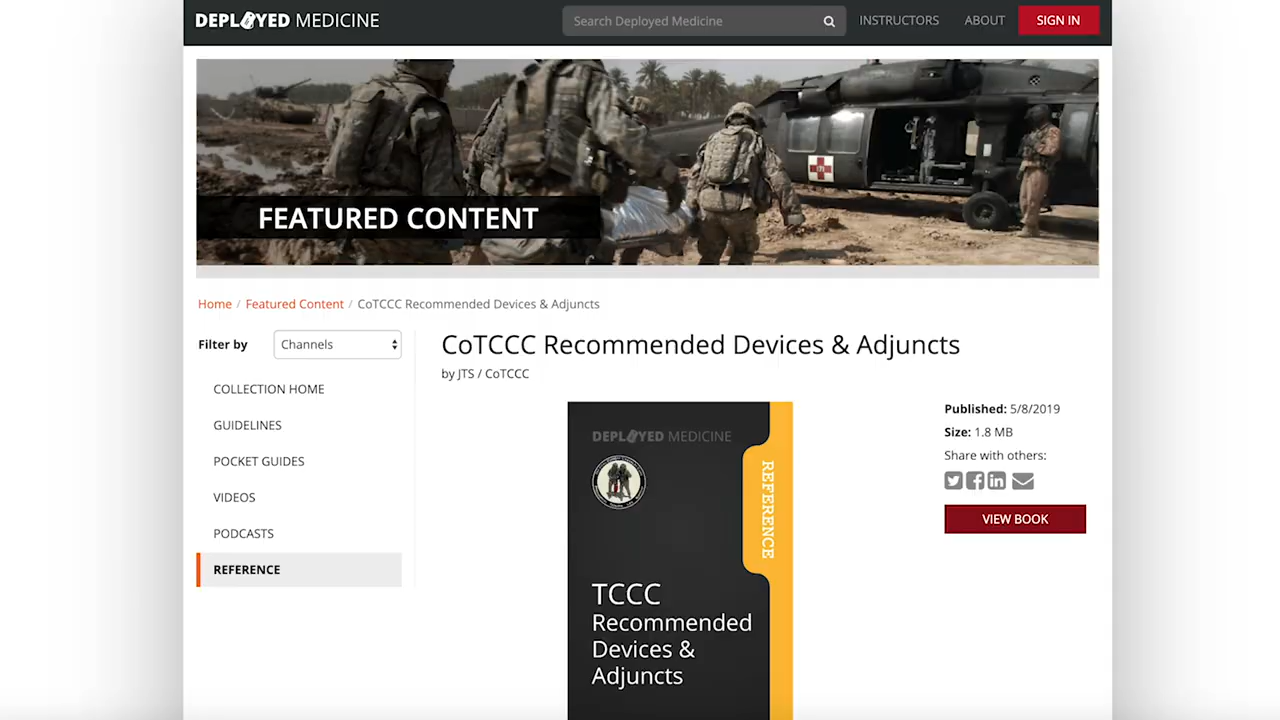 DEPLOYED MEDICINE
Search Deployed Medicine
INSTRUCTORS
ABOUT
SIGN IN
FEATURED CONTENT
Home / Featured Content / CoTCCC Recommended Devices & Adjuncts
Filter by
Channels
COLLECTION HOME
GUIDELINES
POCKET GUIDES
VIDEOS
PODCASTS
REFERENCE
CoTCCC Recommended Devices & Adjuncts
by JTS / CoTCCC
DEPLOYED MEDICINE
REFERENCE
TCCC
Recommended
Devices &
Adjuncts
Published: 5/8/2019
Size: 1.8 MB
Share with others:
VIEW BOOK